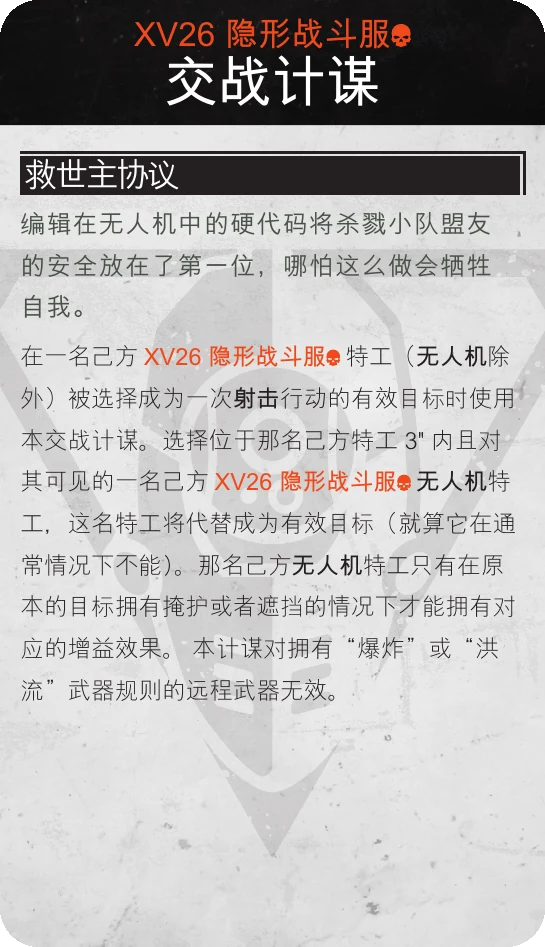 XV26 隐形战斗服
交战计谋
救世主协议
编辑在无人机中的硬代码将杀戮小队盟友
的安全放在了第一位，哪怕这么做会牺牲
自我。
在一名己方 XV26 隐形战斗服 特工（无人机除
外）被选择成为一次射击行动的有效目标时使用
本交战计谋。选择位于那名己方特工 3" 内且对
其可见的一名己方 XV26 隐形战斗服 无人机特
工，这名特工将代替成为有效目标（就算它在通
常情况下不能）。那名己方无人机特工只有在原
本的目标拥有掩护或者遮挡的情况下才能拥有对
应的增益效果。 本计谋对拥有“爆炸”或“洪
流”武器规则的远程武器无效。